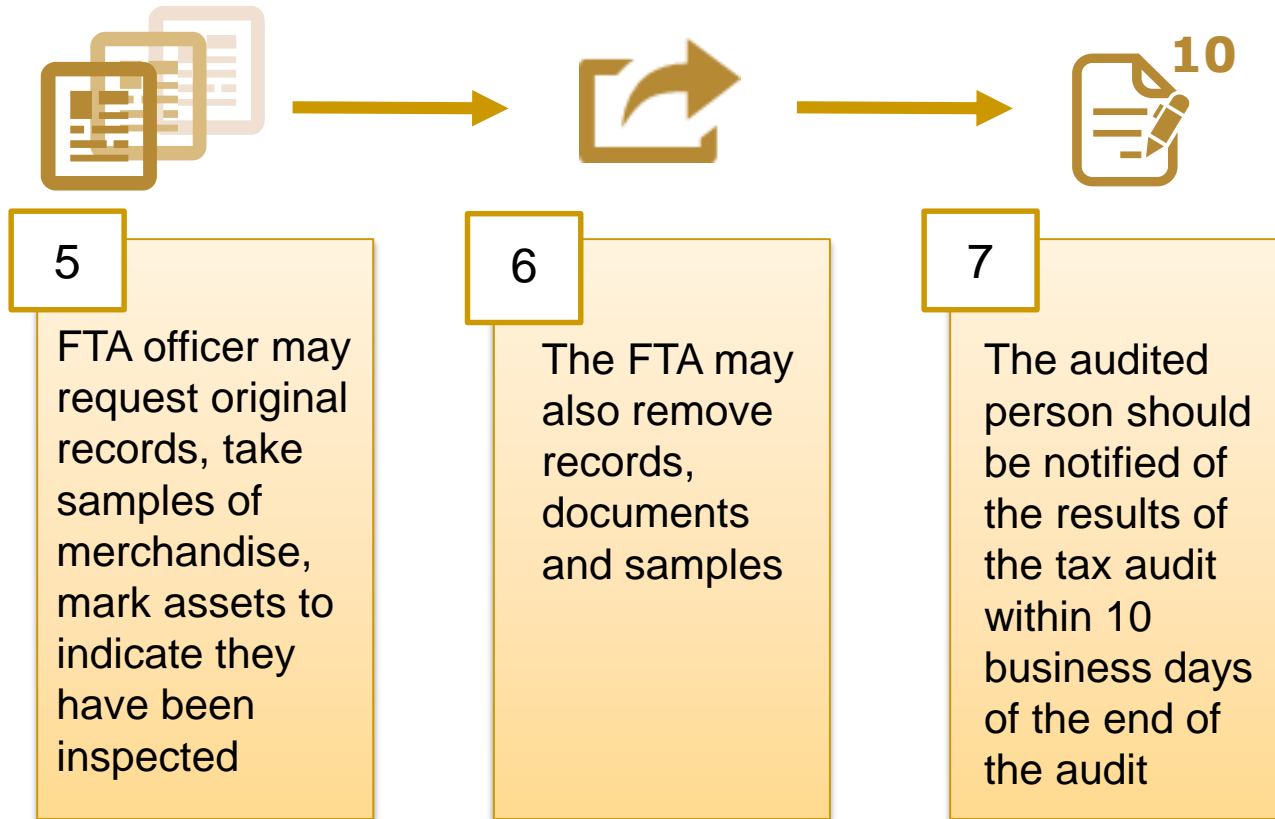 10
5
FTA officer may
request original
records, take
samples of
merchandise,
mark assets to
indicate they
have been
inspected
6
The FTA may
also remove
records,
documents
and samples
7
The audited
person should
be notified of
the results of
the tax audit
within 10
business days
of the end of
the audit